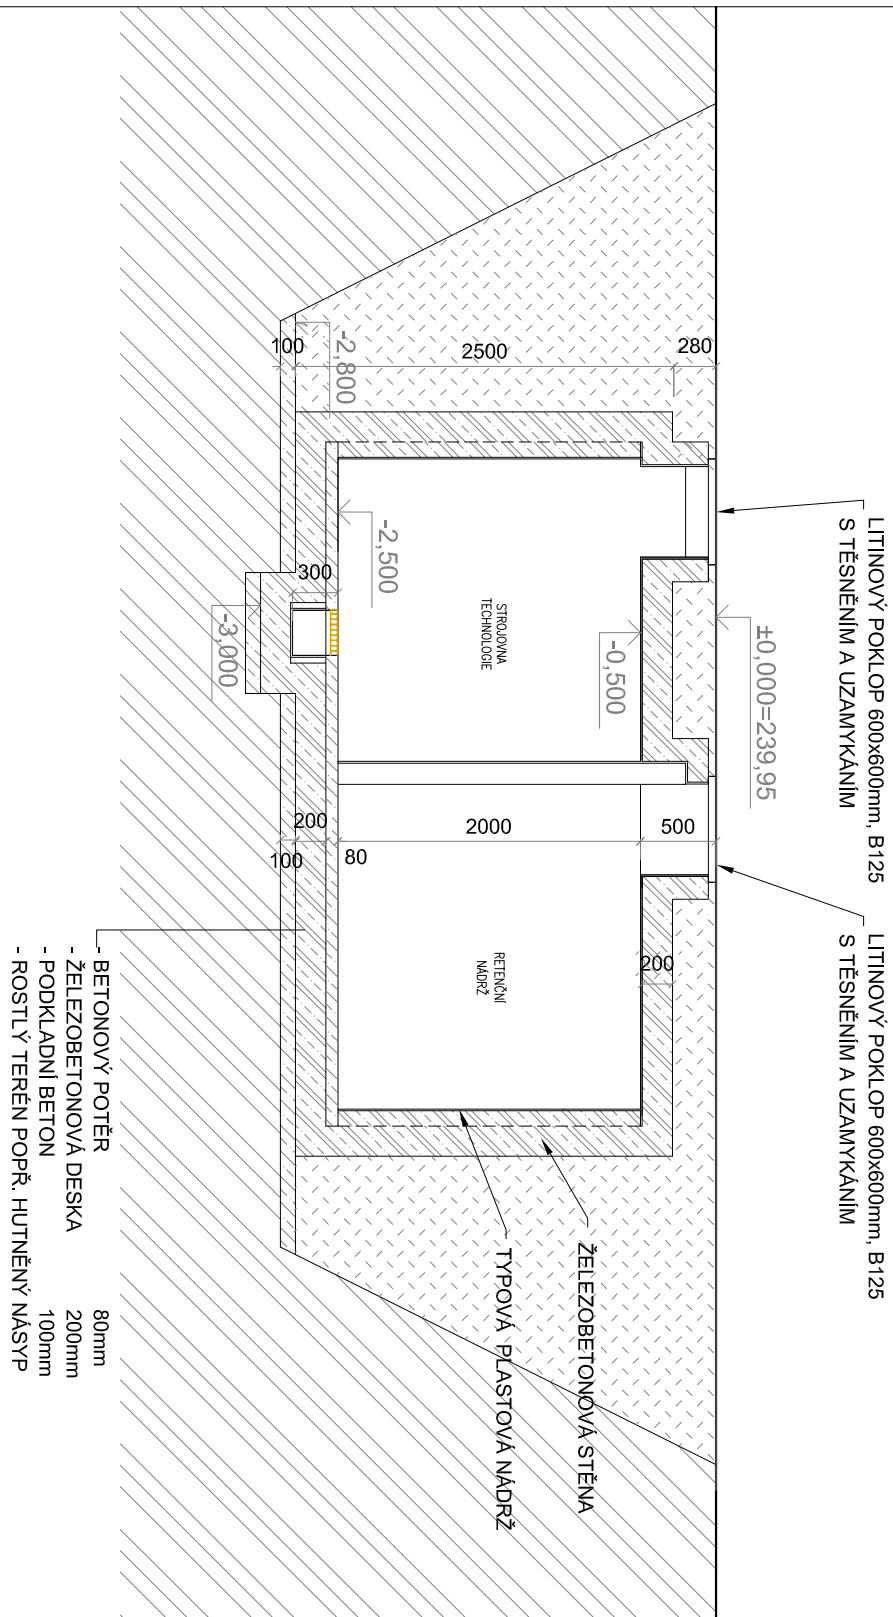 LITINOVÝ POKLOP 600x600mm, B125
S TĚSNĚNÍM A UZAMYKÁNÍM
LITINOVÝ POKLOP 600x600mm, B125
S TĚSNĚNÍM A UZAMYKÁNÍM
±0,000=239,95
280
2500
100
-2,800
-0,500
500
200
STROJOVNA
TECHNOLOGIE
2000
RETENČNÍ
NÁDRŽ
-2,500
300
80
200
100
-3,000
ŽELEZOBETONOVÁ STĚNA
TYPOVÁ PLASTOVÁ NÁDRŽ
- BETONOVÝ POTĚR 80mm
- ŽELEZOBETONOVÁ DESKA 200mm
- PODKLADNÍ BETON 100mm
- ROSTLÝ TERÉN POPŘ. HUTNĚNÝ NÁSYP